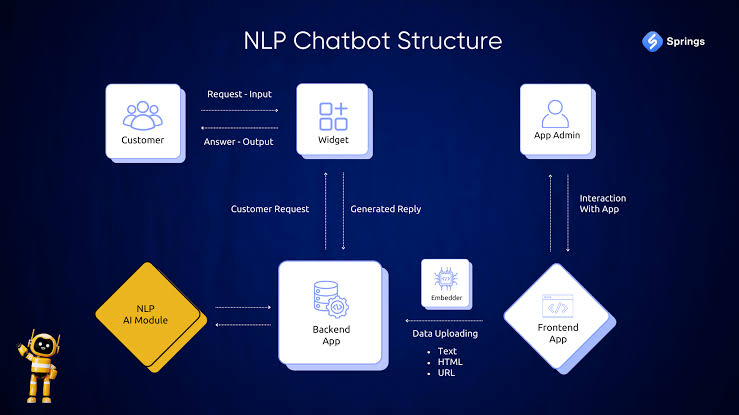 NLP Chatbot Structure
Springs
Request - Input
Answer - Output
Customer
Widget
App Admin
Customer Request
Generated Reply
Interaction
With App
NLP
AI Module
Backend
App
Embedder
Data Uploading
• Text
• HTML
• URL
Frontend
App